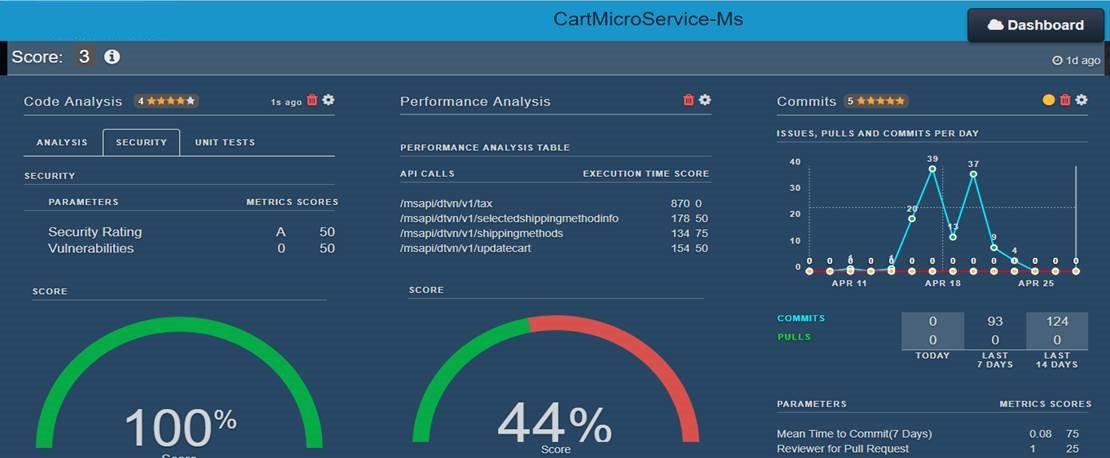 CartMicroService-Ms
Dashboard
Score: 3
1d ago
Code Analysis 4 1s ago
ANALYSIS SECURITY UNIT TESTS
SECURITY
PARAMETERS METRICS SCORES
Security Rating A 50
Vulnerabilities 0 50
SCORE
100%
Score
Performance Analysis
PERFORMANCE ANALYSIS TABLE
API CALLS EXECUTION TIME SCORE
/msapi/dtvn/v1/tax 870 0
/msapi/dtvn/v1/selectedshippingmethodinfo 178 50
/msapi/dtvn/v1/shippingmethods 134 75
/msapi/dtvn/v1/updatecart 154 50
SCORE
44%
Score
Commits 5
ISSUES, PULLS AND COMMITS PER DAY
40
30
20
10
0
39
37
20
13
9
4
0 0 0 0 0 0 0 0 0 0 0 0 0 0
APR 11 APR 18 APR 25
COMMITS 0 93 124
PULLS 0 0 0
TODAY LAST 7 DAYS LAST 14 DAYS
PARAMETERS METRICS SCORES
Mean Time to Commit(7 Days) 0.08 75
Reviewer for Pull Request 1 25